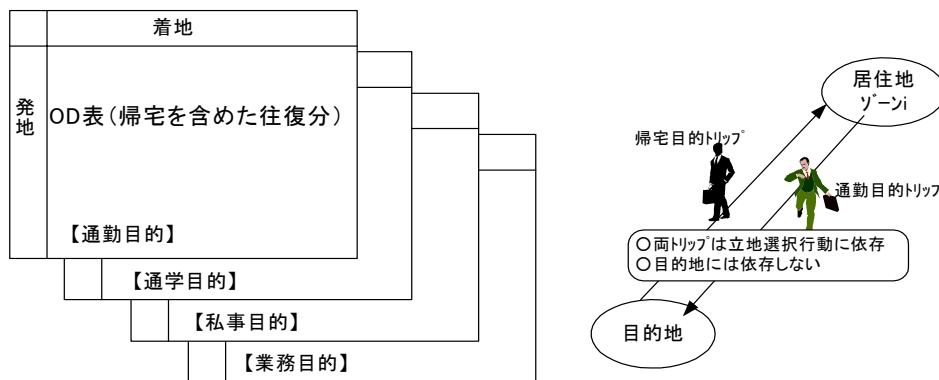 着地
発地
OD表（帰宅を含めた往復分）
【通勤目的】
【通学目的】
【私事目的】
【業務目的】
居住地
ｿﾞｰﾝi
帰宅目的ﾄﾘｯﾌﾟ
通勤目的ﾄﾘｯﾌﾟ
○両ﾄﾘｯﾌﾟは立地選択行動に依存
○目的地には依存しない
目的地